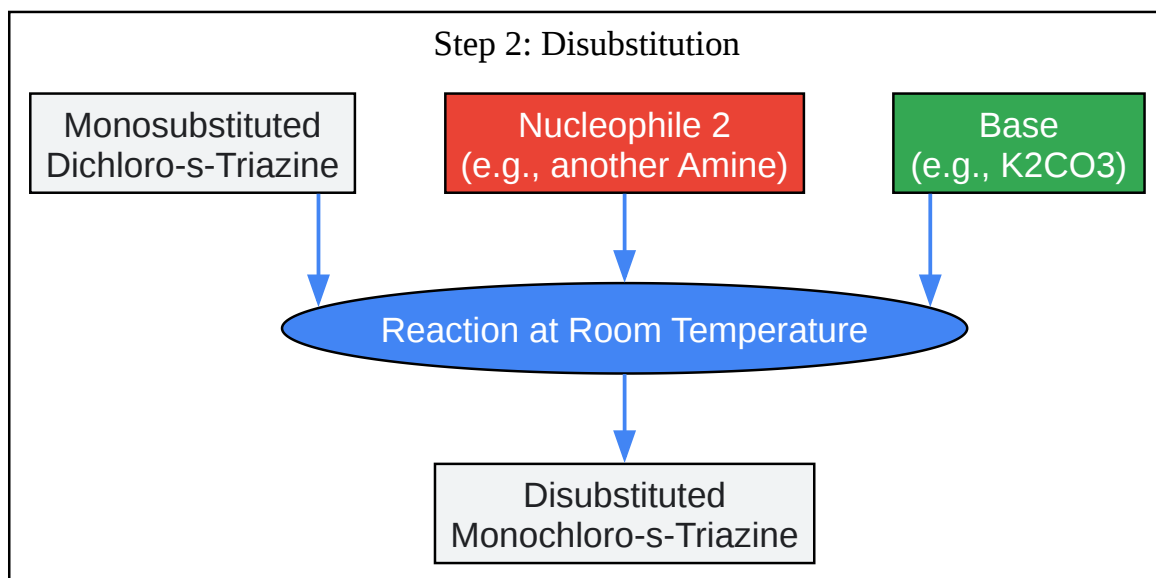 Step 2: Disubstitution
Monosubstituted
Dichloro-s-Triazine
Nucleophile 2
(e.g., another Amine)
Base
(e.g., K2CO3)
Reaction at Room Temperature
Disubstituted
Monochloro-s-Triazine